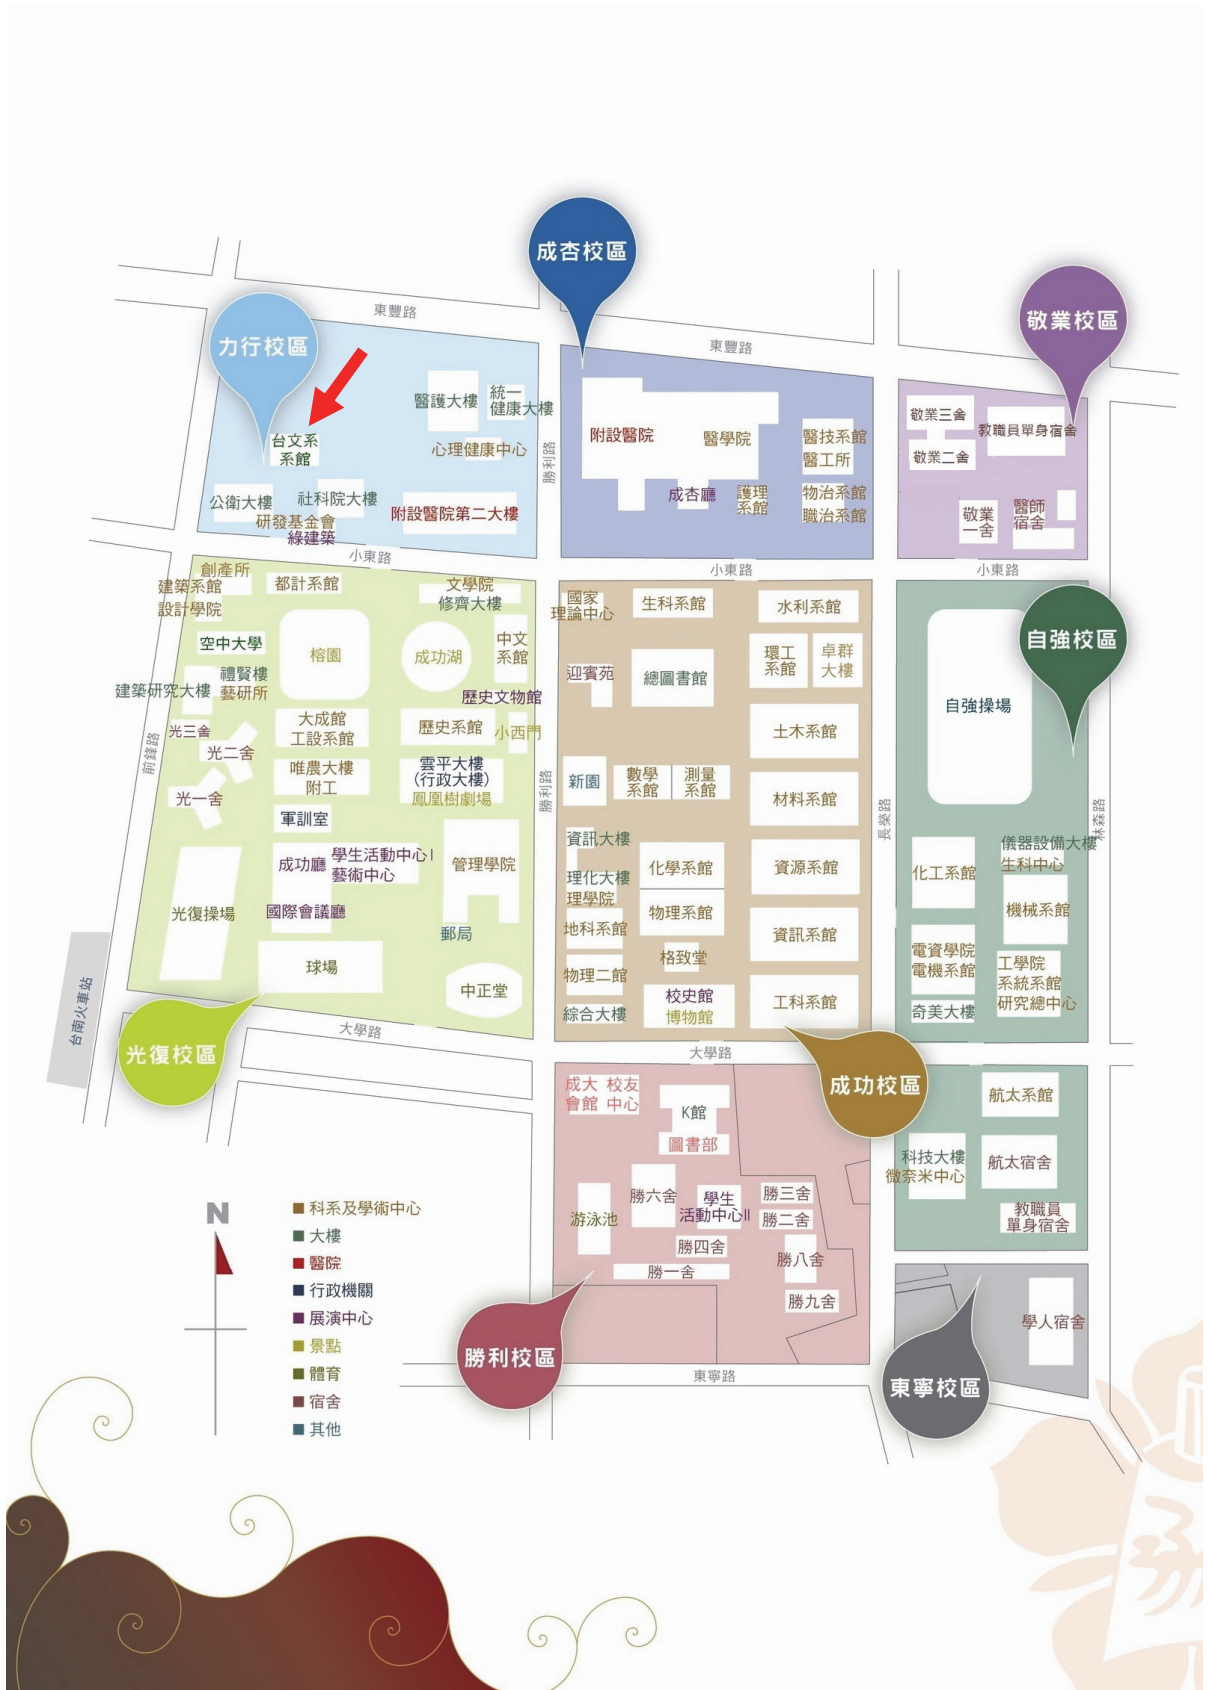 成杏校區
敬業校區
力行校區
東豐路
東豐路
醫護大樓
統一
健康大樓
台文系
系館
心理健康中心
公衛大樓
社科院大樓
研發基金會
綠建築
附設醫院第二大樓
勝利路
附設醫院
醫學院
醫技系館
醫工所
成杏廳
護理
系館
物治系館
職治系館
敬業三舍
教職員單身宿舍
敬業二舍
敬業
一舍
醫師
宿舍
小東路
小東路
小東路
創產所
建築系館
設計學院
都計系館
文學院
修齊大樓
空中大學
榕園
成功湖
中文
系館
禮賢樓
建築研究大樓
藝研所
歷史文物館
光三舍
大成館
工設系館
歷史系館
小西門
光二舍
前鋒路
唯農大樓
附工
雲平大樓
(行政大樓)
鳳凰樹劇場
光一舍
軍訓室
成功廳
學生活動中心I
藝術中心
管理學院
光復操場
國際會議廳
郵局
球場
中正堂
台南火車站
光復校區
大學路
勝利路
國家
理論中心
生科系館
水利系館
迎賓苑
總圖書館
環工
系館
卓群
大樓
土木系館
新園
數學
系館
測量
系館
材料系館
資訊大樓
化學系館
資源系館
理化大樓
理學院
物理系館
地科系館
資訊系館
格致堂
物理二館
校史館
博物館
工科系館
綜合大樓
長榮路
自強校區
自強操場
林森路
儀器設備大樓
生科中心
化工系館
機械系館
電資學院
電機系館
工學院
系統系館
研究總中心
奇美大樓
大學路
成功校區
成大
會館
校友
中心
K館
圖書部
勝六舍
學生
活動中心II
勝三舍
勝二舍
游泳池
勝四舍
勝八舍
勝一舍
勝九舍
航太系館
科技大樓
微奈米中心
航太宿舍
教職員
單身宿舍
勝利校區
東寧路
東寧校區
學人宿舍
N
科系及學術中心
大樓
醫院
行政機關
展演中心
景點
體育
宿舍
其他